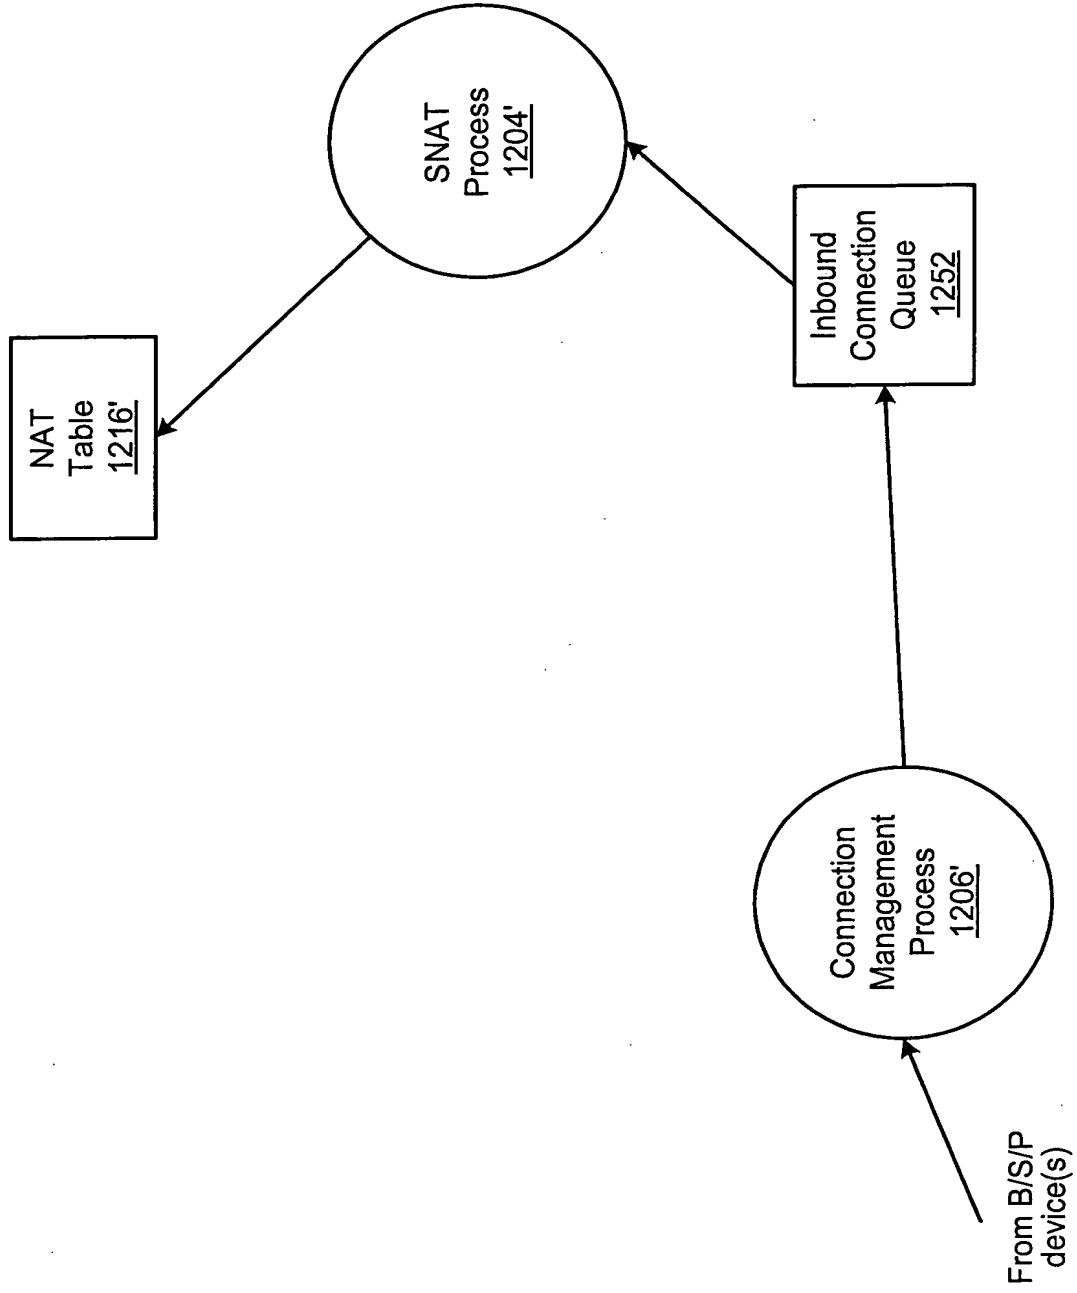 From B/S/P
device(s)
Connection
Management
Process
1206'
Inbound
Connection
Queue
1252
SNAT
Process
1204'
NAT
Table
1216'